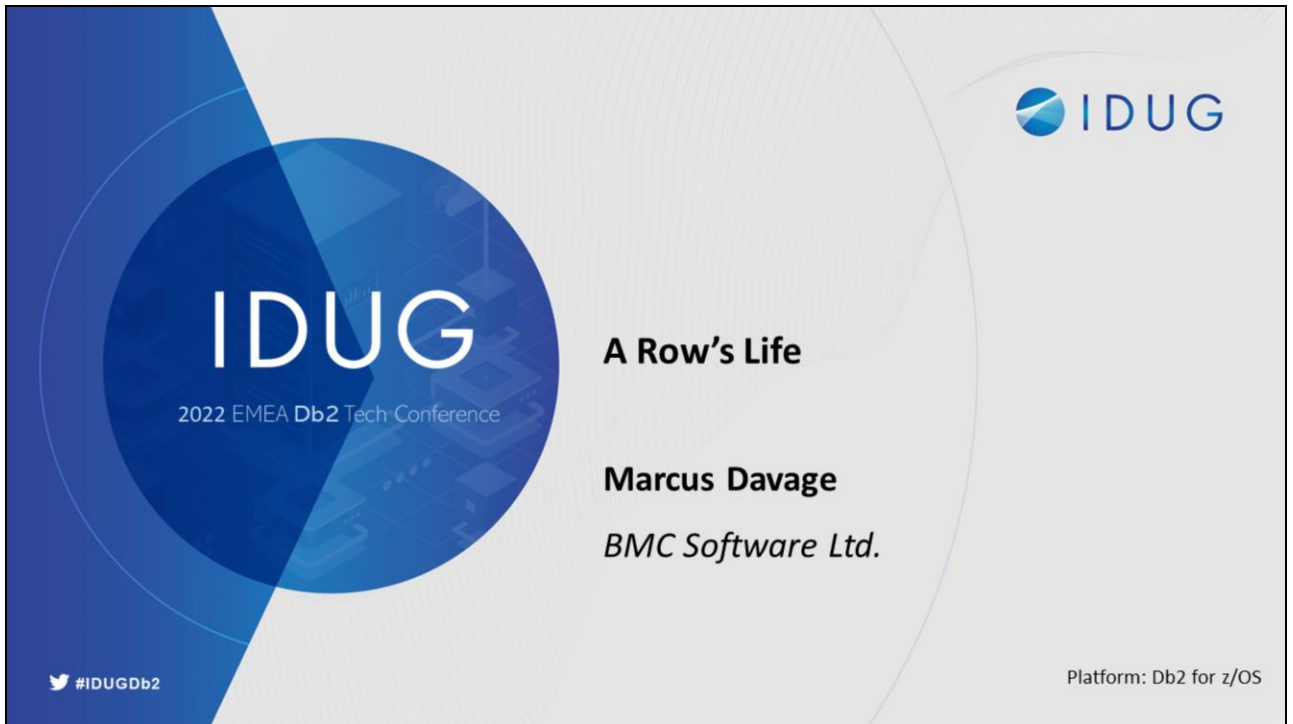 IDUG
IDUG
2022 EMEA Db2 Tech Conference
A Row's Life
Marcus Davage
BMC Software Ltd.
#IDUGDb2
Platform: Db2 for z/OS